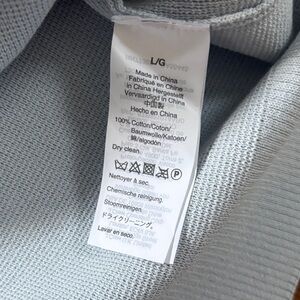 L/G
Made in China
Fabriqué en Chine
in China Hergestellt
Vervaardigd in China
中国製
Hecho en China
100% Cotton/Coton/
Baumwolle/Katoen/
綿/algodón
Dry clean.
P
Nettoyer à sec.
Chemische reinigung.
Stoomreinigen.
ドライクリーニング。
Lavar en seco.